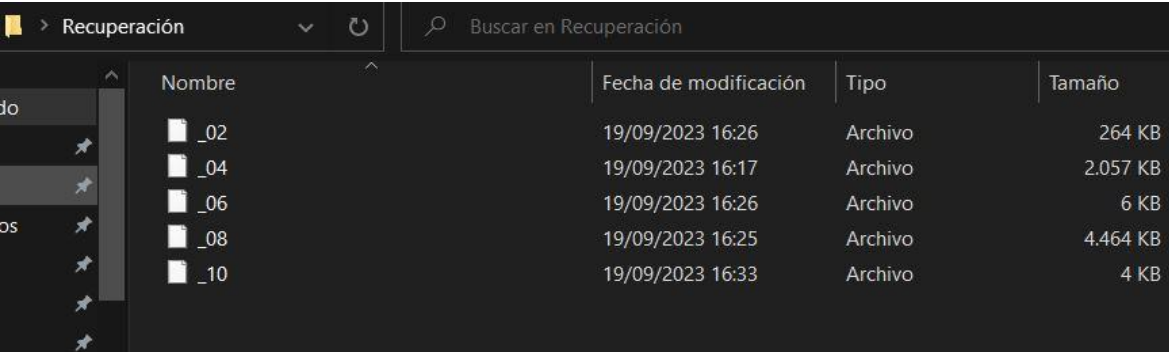 > Recuperación Buscar en Recuperación
Nombre Fecha de modificación Tipo Tamaño
do
_02 19/09/2023 16:26 Archivo 264 KB
_04 19/09/2023 16:17 Archivo 2.057 KB
_06 19/09/2023 16:26 Archivo 6 KB
os _08 19/09/2023 16:25 Archivo 4.464 KB
_10 19/09/2023 16:33 Archivo 4 KB